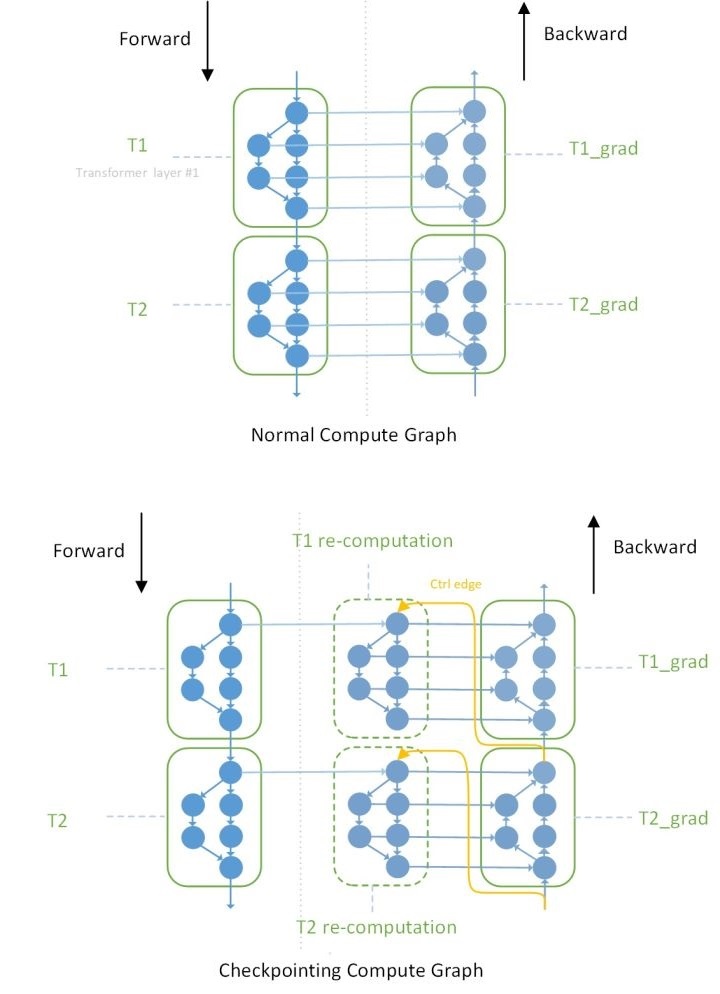 Forward
Backward
T1
Transformer layer #1
T1_grad
T2
T2_grad
Normal Compute Graph
Forward
T1 re-computation
Backward
Ctrl edge
T1
T1_grad
T2
T2_grad
T2 re-computation
Checkpointing Compute Graph